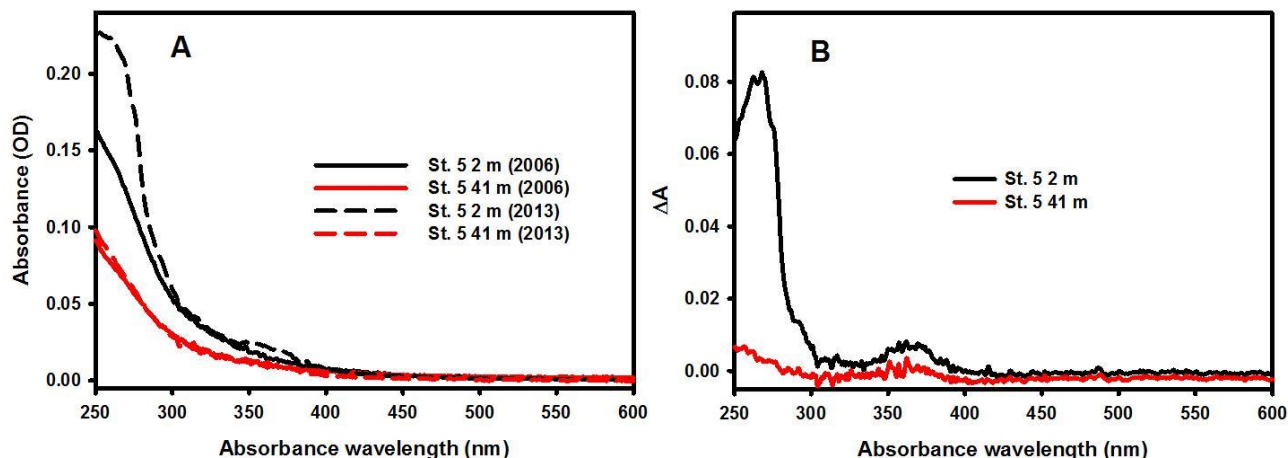 A
Absorbance (OD)
0.20
0.15
0.10
0.05
0.00
St. 5 2 m (2006)
St. 5 41 m (2006)
St. 5 2 m (2013)
St. 5 41 m (2013)
250 300 350 400 450 500 550 600
Absorbance wavelength (nm)
B
ΔA
0.08
0.06
0.04
0.02
0.00
St. 5 2 m
St. 5 41 m
250 300 350 400 450 500 550 600
Absorbance wavelength (nm)